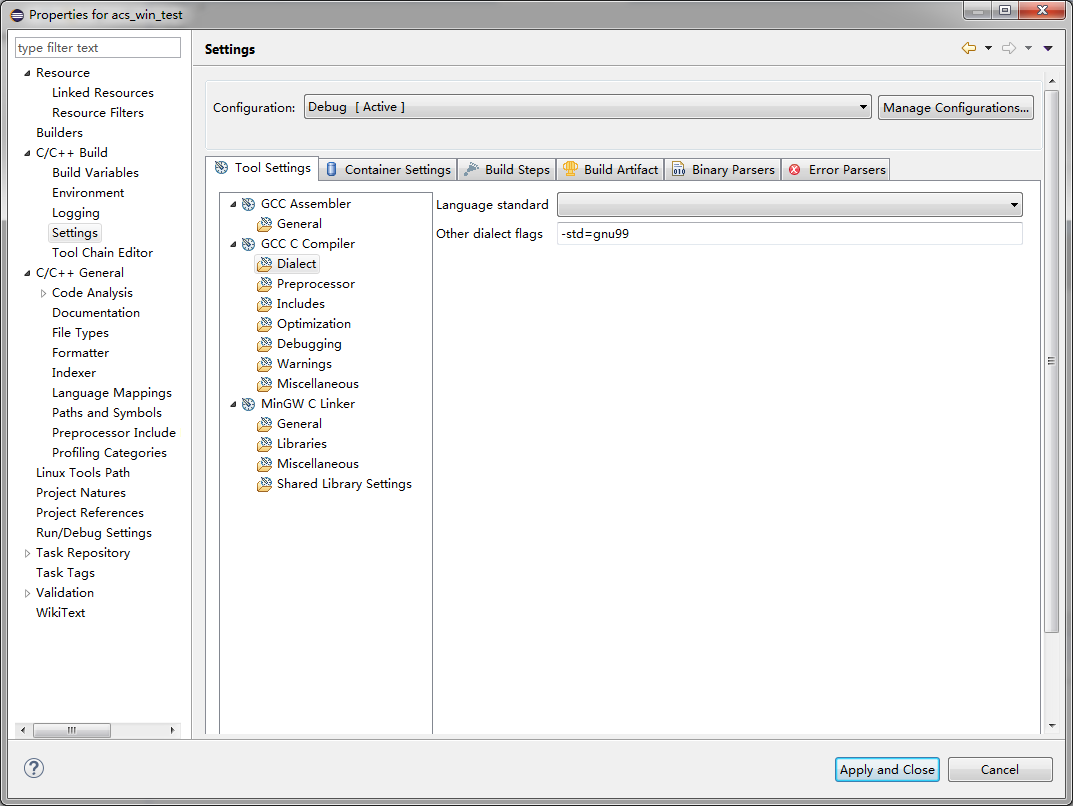 Properties for acs_win_test
type filter text
Resource
Linked Resources
Resource Filters
Builders
C/C++ Build
Build Variables
Environment
Logging
Settings
Tool Chain Editor
C/C++ General
Code Analysis
Documentation
File Types
Formatter
Indexer
Language Mappings
Paths and Symbols
Preprocessor Include
Profiling Categories
Linux Tools Path
Project Natures
Project References
Run/Debug Settings
Task Repository
Task Tags
Validation
WikiText
Settings
Configuration: Debug [ Active ] Manage Configurations...
Tool Settings Container Settings Build Steps Build Artifact Binary Parsers Error Parsers
GCC Assembler
General
GCC C Compiler
Dialect
Preprocessor
Includes
Optimization
Debugging
Warnings
Miscellaneous
MinGW C Linker
General
Libraries
Miscellaneous
Shared Library Settings
Language standard
Other dialect flags -std=gnu99
Apply and Close Cancel